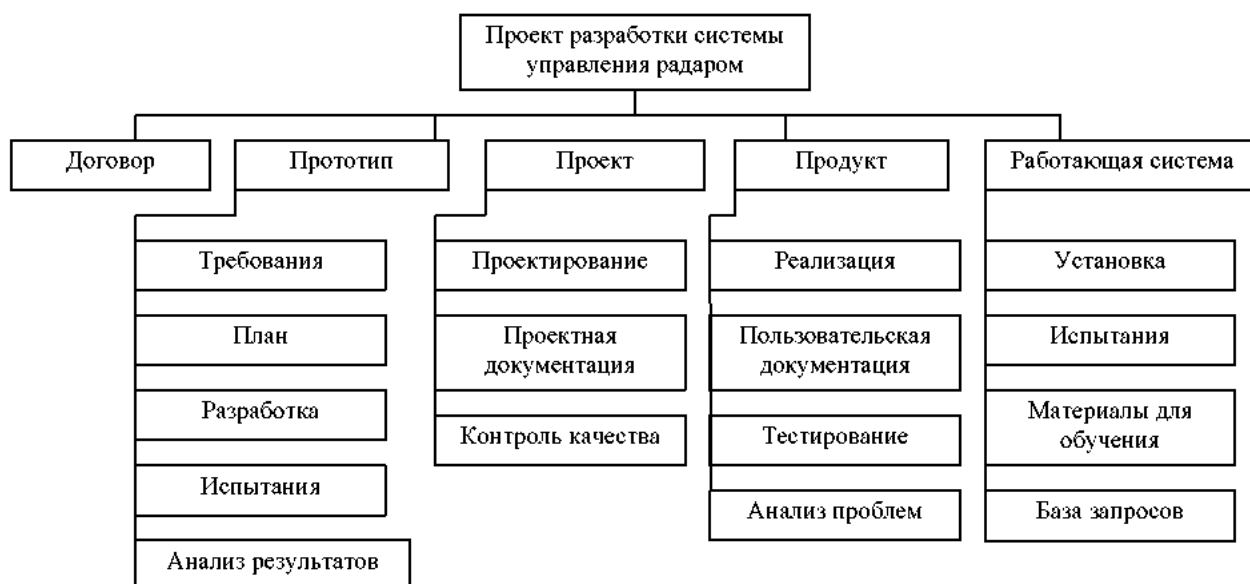 Проект разработки системы
управления радаром
Договор
Прототип
Проект
Продукт
Работающая система
Требования
План
Разработка
Испытания
Анализ результатов
Проектирование
Проектная
документация
Контроль качества
Реализация
Пользовательская
документация
Тестирование
Анализ проблем
Установка
Испытания
Материалы для
обучения
База запросов